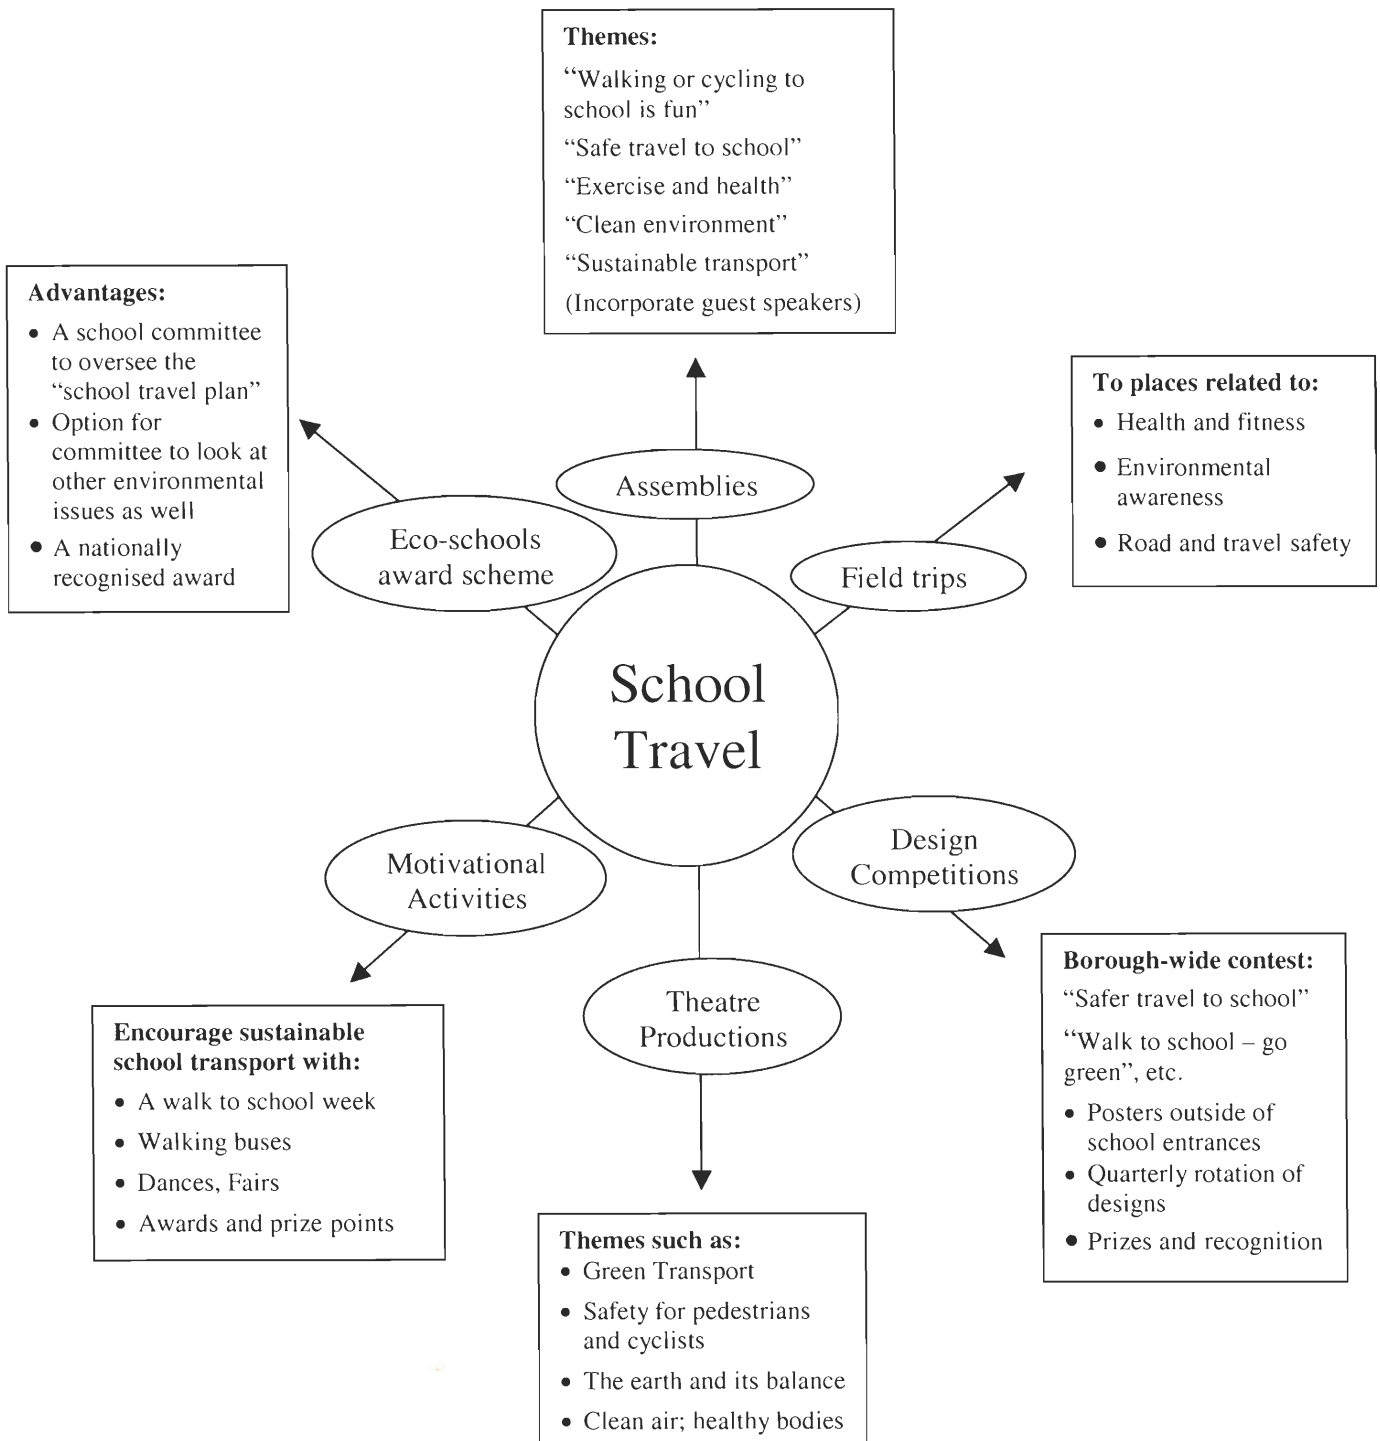 Themes:
“Walking or cycling to
school is fun”
“Safe travel to school”
“Exercise and health”
“Clean environment”
“Sustainable transport”
(Incorporate guest speakers)
Advantages:
• A school committee
to oversee the
“school travel plan”
• Option for
committee to look at
other environmental
issues as well
• A nationally
recognised award
To places related to:
• Health and fitness
• Environmental
awareness
• Road and travel safety
Assemblies
Eco-schools
award scheme
Field trips
School
Travel
Motivational
Activities
Design
Competitions
Theatre
Productions
Encourage sustainable
school transport with:
• A walk to school week
• Walking buses
• Dances, Fairs
• Awards and prize points
Borough-wide contest:
“Safer travel to school”
“Walk to school – go
green”, etc.
• Posters outside of
school entrances
• Quarterly rotation of
designs
• Prizes and recognition
Themes such as:
• Green Transport
• Safety for pedestrians
and cyclists
• The earth and its balance
• Clean air; healthy bodies